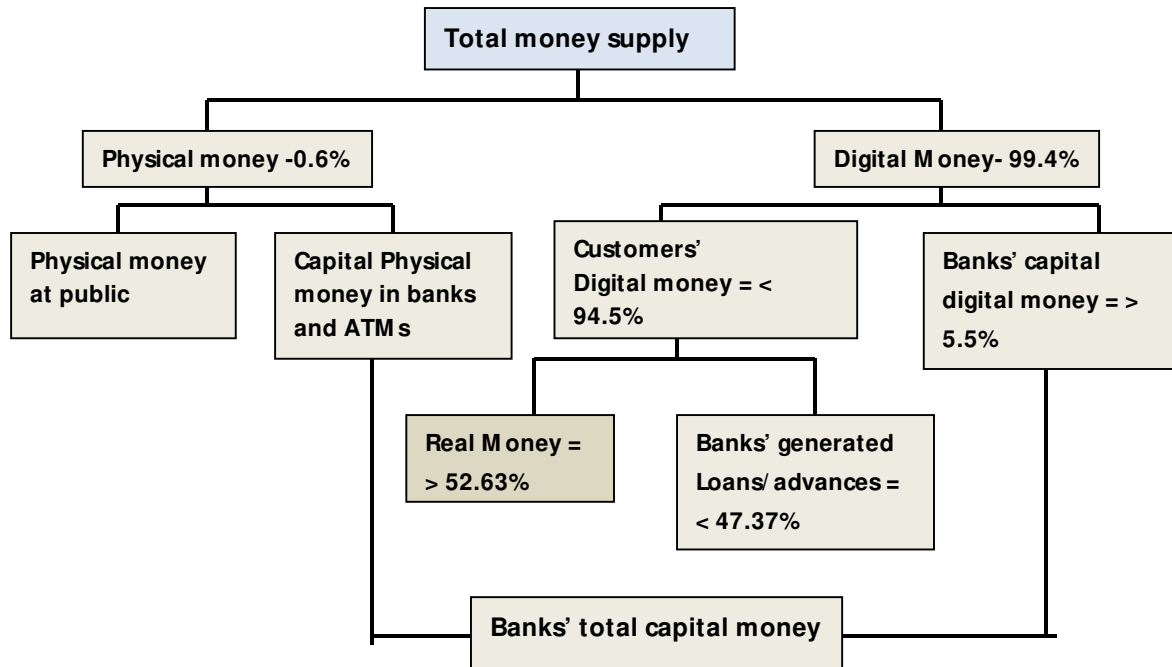 Total money supply
Physical money -0.6%
Digital Money- 99.4%
Physical money
at public
Capital Physical
money in banks
and ATMs
Customers’
Digital money = <
94.5%
Banks’ capital
digital money = >
5.5%
Real Money =
> 52.63%
Banks’ generated
Loans/ advances =
< 47.37%
Banks’ total capital money